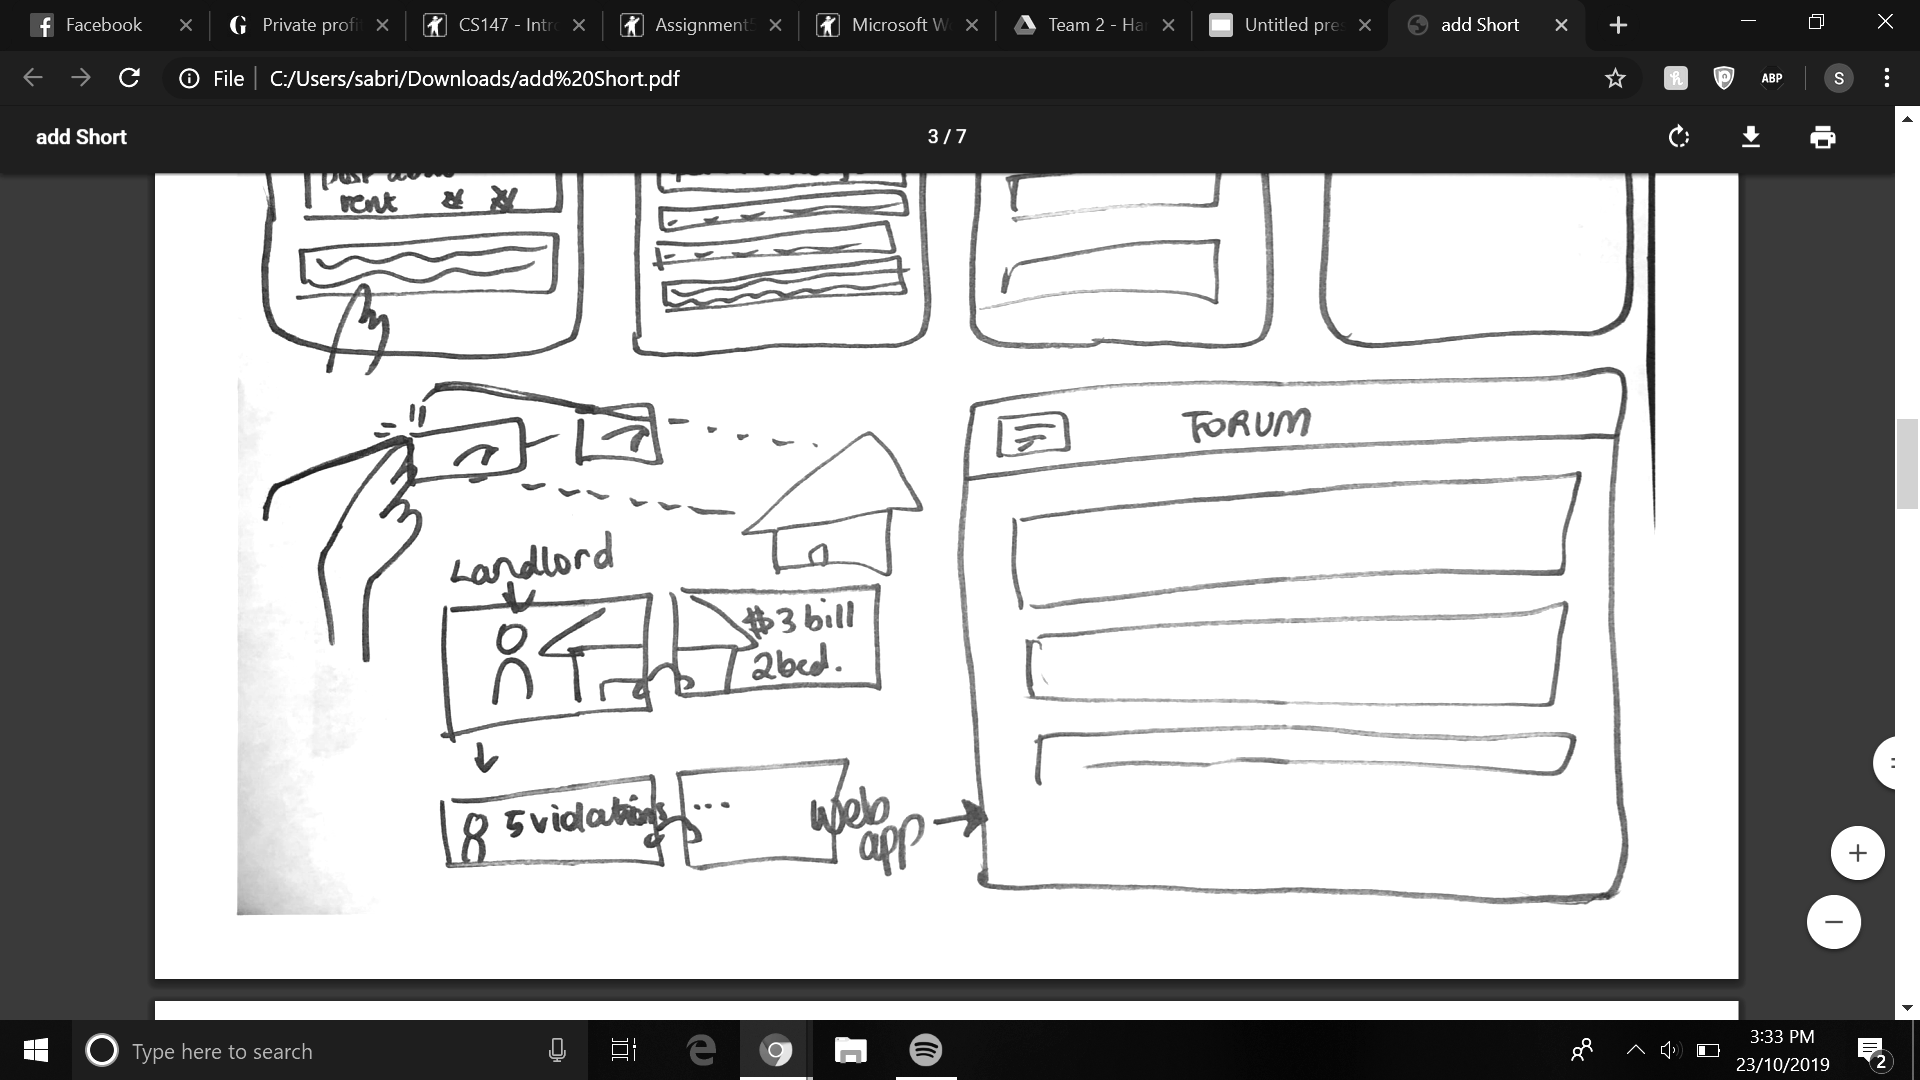 Facebook
Private profi
CS147 - Intr
Assignment
Microsoft W
Team 2 - Ha
Untitled pre
add Short
File
C:/Users/sabri/Downloads/add%20Short.pdf
ABP
S
add Short
3 / 7
rent
FORUM
Landlord
$3 bill
2bed.
5 violations
...
Web
app
Type here to search
3:33 PM
23/10/2019
2